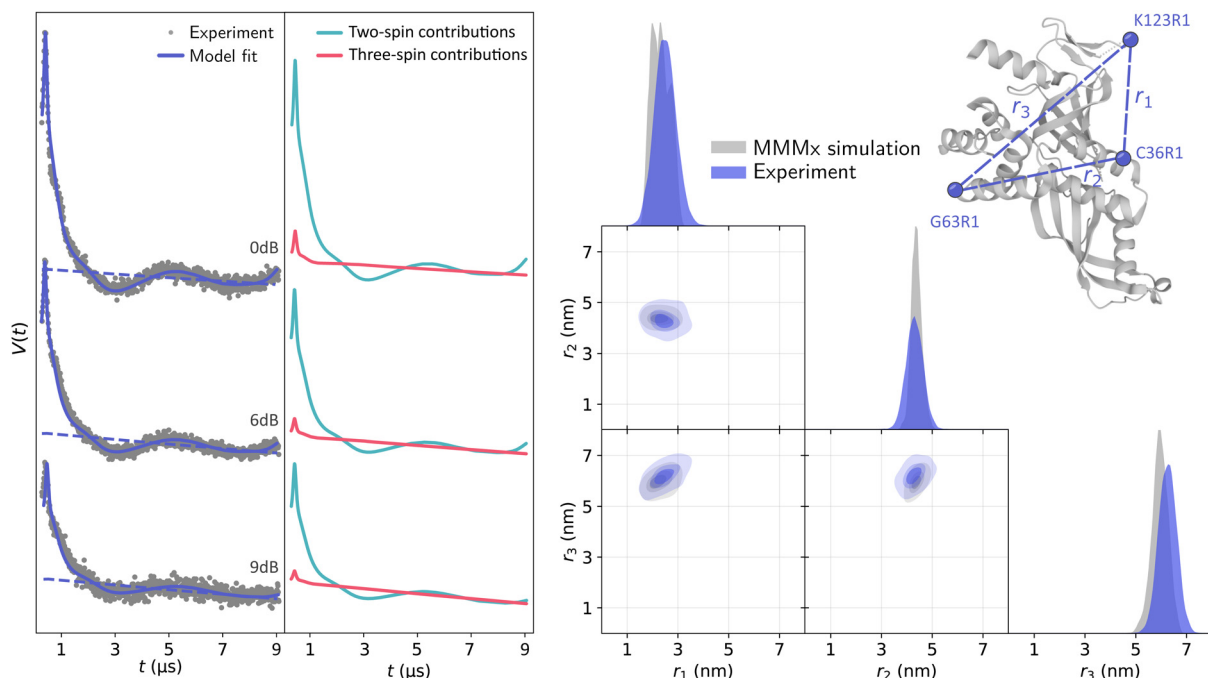 Experiment
Model fit
Two-spin contributions
Three-spin contributions
0dB
6dB
9dB
V(t)
1 3 5 7 9
t (μs)
1 3 5 7 9
t (μs)
MMMx simulation
Experiment
K123R1
r1
r3
C36R1
r2
G63R1
7
5
3
1
r2 (nm)
7
5
3
1
r3 (nm)
1 3 5 7
r1 (nm)
1 3 5 7
r2 (nm)
1 3 5 7
r3 (nm)